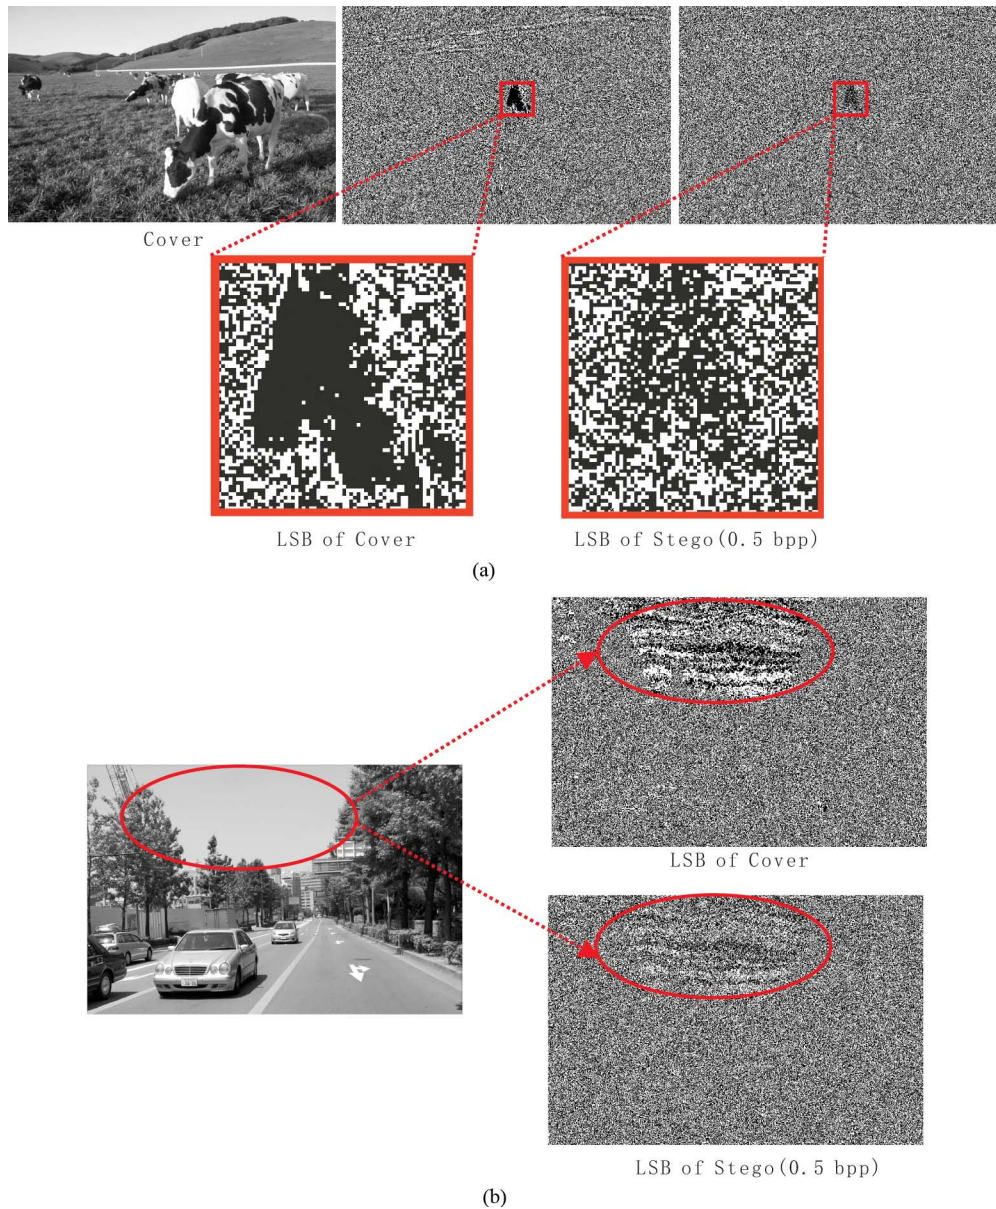 Cover
LSB of Cover
LSB of Stego(0.5 bpp)
(a)
LSB of Cover
LSB of Stego(0.5 bpp)
(b)